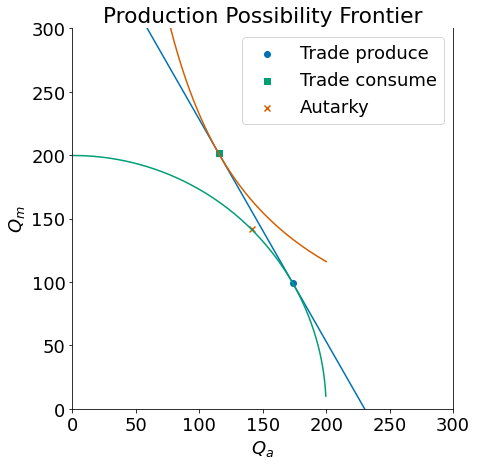 Production Possibility Frontier
Trade produce
Trade consume
Autarky
300
250
200
150
100
50
0
Q_m
0 50 100 150 200 250 300
Q_a